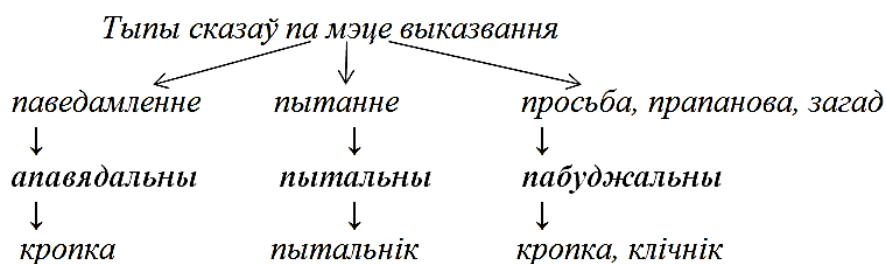 Тыпы сказаў па мэце выказвання
паведамленне пытанне просьба, прапанова, загад
апавядальны пытальны пабуджальны
кропка пытальнік кропка, клічнік